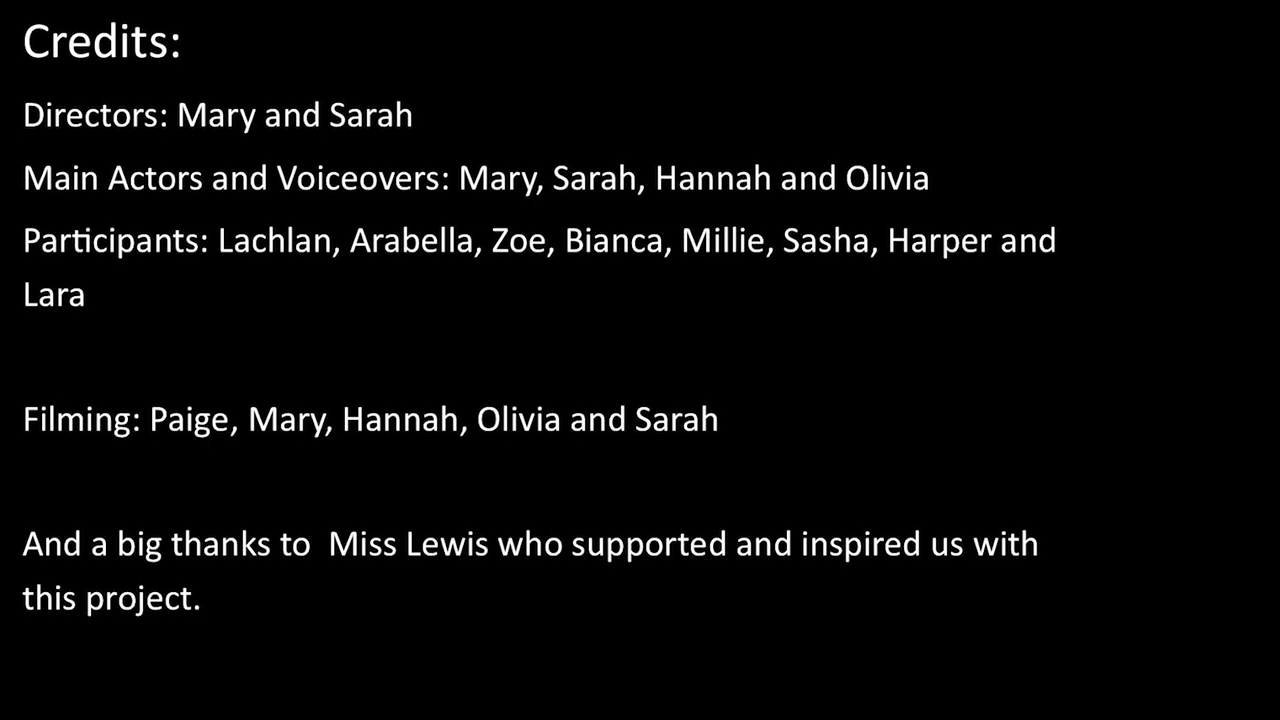 Credits:
Directors: Mary and Sarah
Main Actors and Voiceovers: Mary, Sarah, Hannah and Olivia
Participants: Lachlan, Arabella, Zoe, Bianca, Millie, Sasha, Harper and
Lara
Filming: Paige, Mary, Hannah, Olivia and Sarah
And a big thanks to  Miss Lewis who supported and inspired us with
this project.